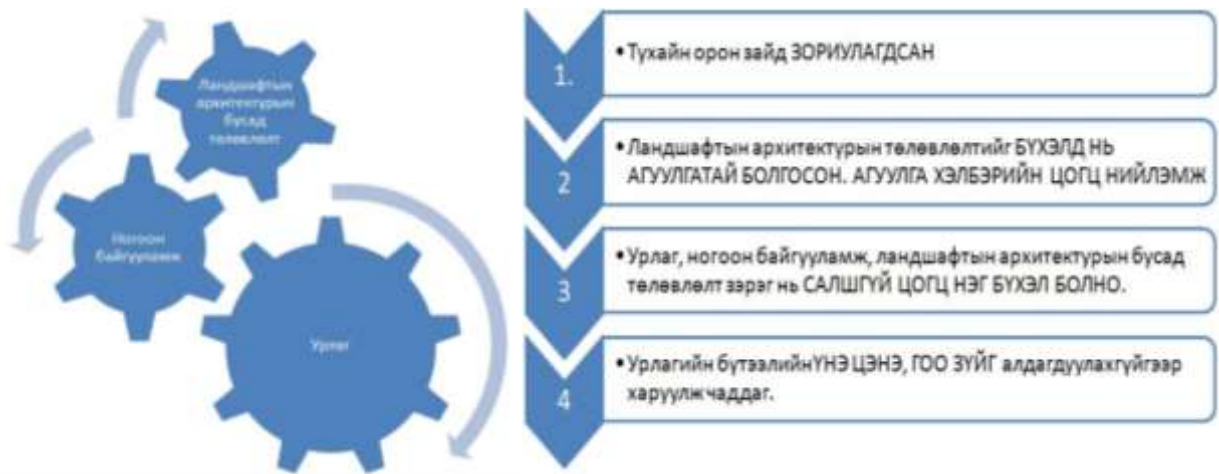 Ландшафтын
архитектурын
бусад
төлөвлөлт
Ногоон
байгууламж
Урлаг
1.
•Тухайн орон зайд ЗОРИУЛАГДСАН
2
•Ландшафтын архитектурын төлөвлөлтийг БҮХЭЛД НЬ
АГУУЛГАТАЙ БОЛГОСОН. АГУУЛГА ХЭЛБЭРИЙН ЦОГЦ НИЙЛЭМЖ
3
•Урлаг, ногоон байгууламж, ландшафтын архитектурын бусад
төлөвлөлт зэрэг нь САЛШГҮЙ ЦОГЦ НЭГ БҮХЭЛ БОЛНО.
4
•Урлагийн бүтээлийн ҮНЭ ЦЭНЭ, ГОО ЗҮЙГ алдагдуулахгүйгээр
харуулж чаддаг.